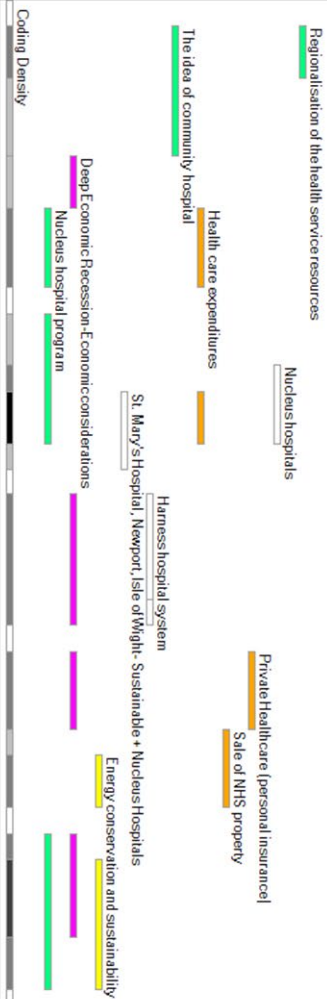 Regionalisation of the health service resources
Nucleus hospitals
Private Healthcare (personal insurance)
Sale of NHS property
Health care expenditures
The idea of community hospital
Harness hospital system
St. Mary's Hospital, Newport, Isle of Wight- Sustainable + Nucleus Hospitals
Energy conservation and sustainability
Deep Economic Recession-Economic considerations
Nucleus hospital program
Coding Density